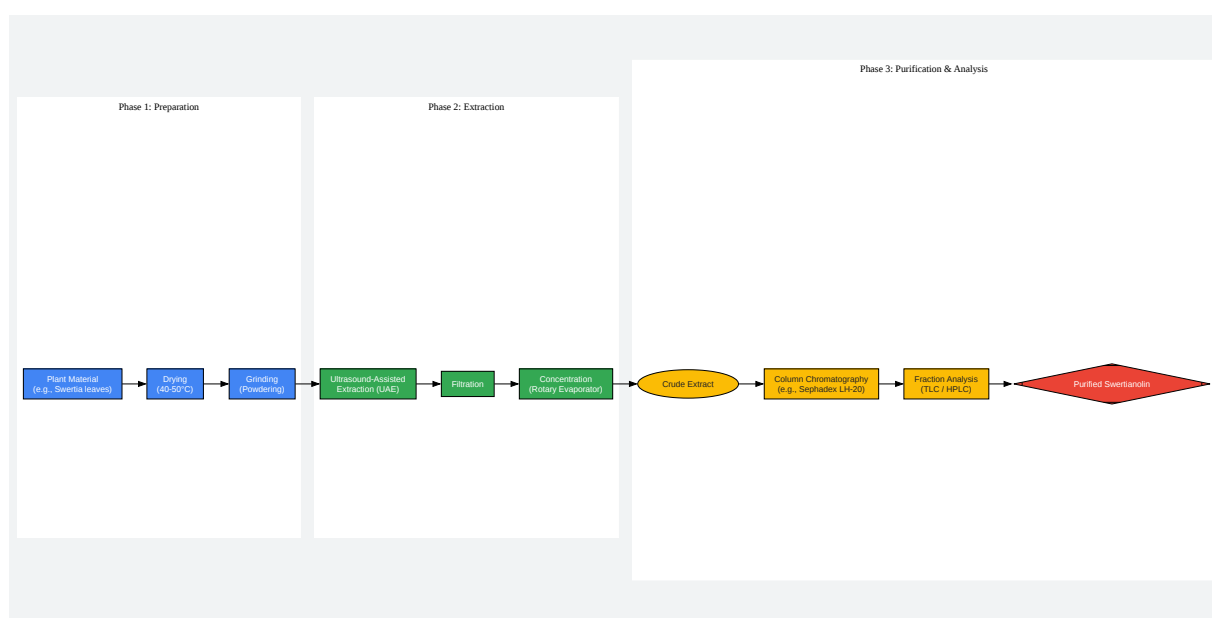 Phase 1: Preparation
Plant Material
(e.g., Swertia leaves)
Drying
(40-50°C)
Grinding
(Powdering)
Phase 2: Extraction
Ultrasound-Assisted
Extraction (UAE)
Filtration
Concentration
(Rotary Evaporator)
Phase 3: Purification & Analysis
Crude Extract
Column Chromatography
(e.g., Sephadex LH-20)
Fraction Analysis
(TLC / HPLC)
Purified Swertianolin